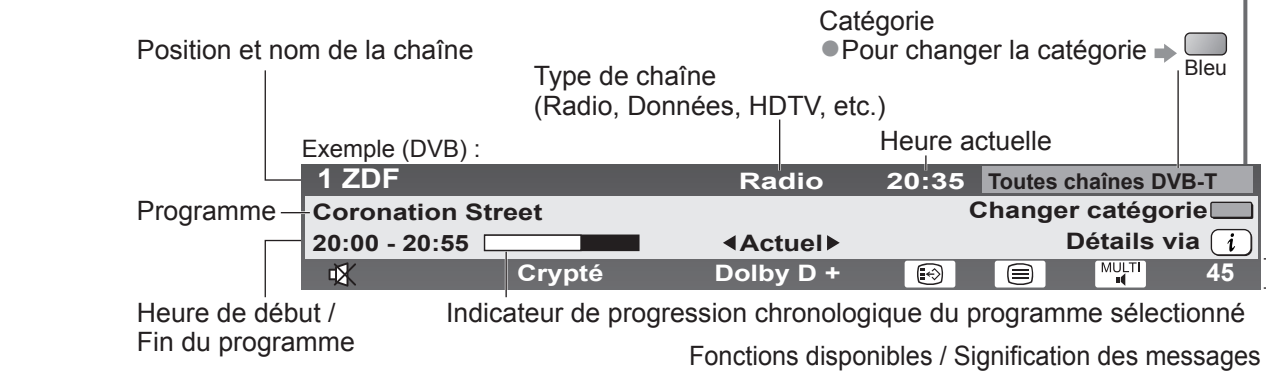 Catégorie
Position et nom de la chaîne
●Pour changer la catégorie
Bleu
Type de chaîne
(Radio, Données, HDTV, etc.)
Heure actuelle
Exemple (DVB) :
1 ZDF Radio 20:35 Toutes chaînes DVB-T
Programme Coronation Street Changer catégorie
20:00 - 20:55 ◀Actuel▶ Détails via i
Crypté Dolby D + MULTI 45
Heure de début / Indicateur de progression chronologique du programme sélectionné
Fin du programme
Fonctions disponibles / Signification des messages